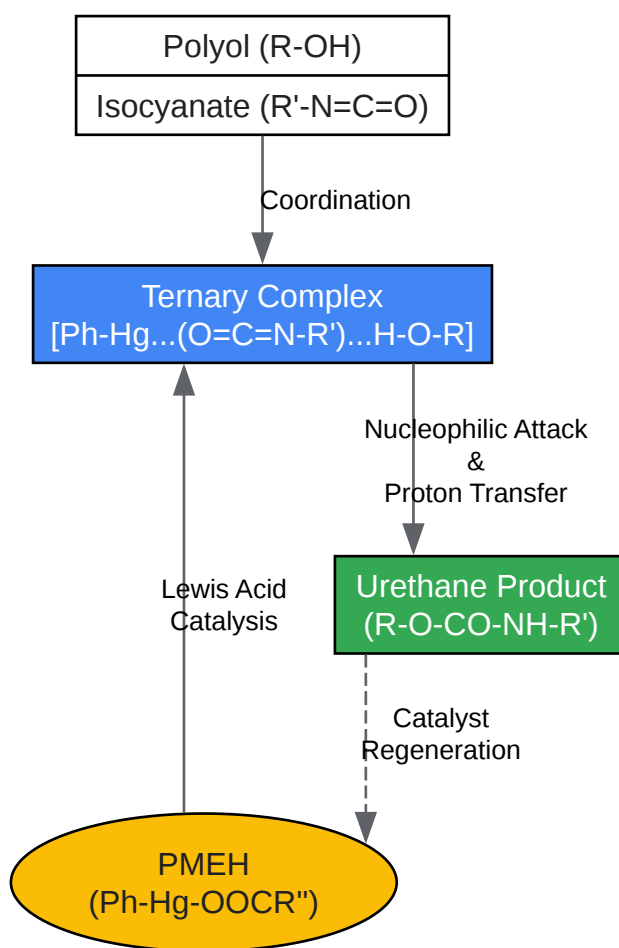 Polyol (R-OH)
Isocyanate (R'-N=C=O)
Coordination
Ternary Complex
[Ph-Hg...(O=C=N-R')...H-O-R]
Nucleophilic Attack
&
Proton Transfer
Lewis Acid
Catalysis
Urethane Product
(R-O-CO-NH-R')
Catalyst
Regeneration
PMEH
(Ph-Hg-OOCR")